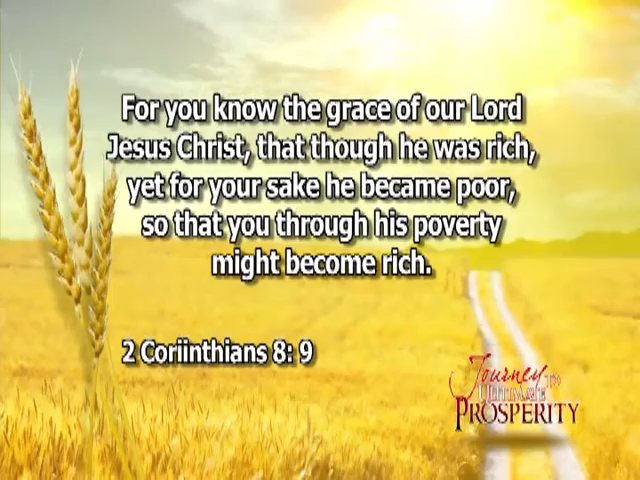 For you know the grace of our Lord
Jesus Christ, that though he was rich,
yet for your sake he became poor,
so that you through his poverty
might become rich.
2 Coriinthians 8: 9
Journey TO
ULTIMATE
PROSPERITY